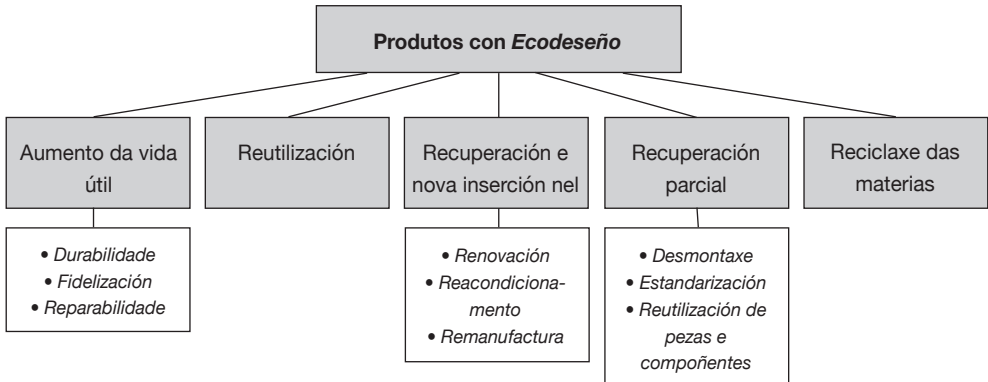 Produtos con Ecodeseño
Aumento da vida
útil
Reutilización
Recuperación e
nova inserción nel
Recuperación
parcial
Reciclaxe das
materias
• Durabilidade
• Fidelización
• Reparabilidade
• Renovación
• Reacondiciona-
mento
• Remanufactura
• Desmontaxe
• Estandarización
• Reutilización de
pezas e
compoñentes